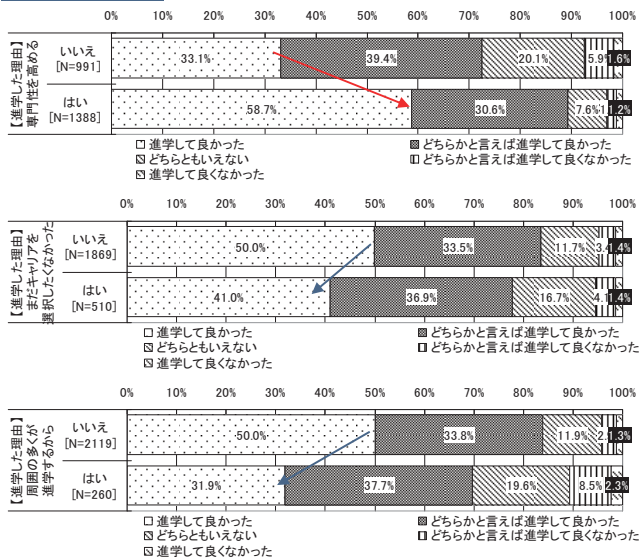 0% 10% 20% 30% 40% 50% 60% 70% 80% 90% 100%
【進学した理由】
専門性を高める
いいえ
[N=991]
33.1% 39.4% 20.1% 5.9% 1.6%
はい
[N=1388]
58.7% 30.6% 7.6% 1.2%
進学して良かった どちらかと言えば進学して良かった
どちらともいえない どちらかと言えば進学して良くなかった
進学して良くなかった
0% 10% 20% 30% 40% 50% 60% 70% 80% 90% 100%
【進学した理由】
まだキャリアを
選択したくなかった
いいえ
[N=1869]
50.0% 33.5% 11.7% 3.4 1.4%
はい
[N=510]
41.0% 36.9% 16.7% 4.1 1.4%
進学して良かった どちらかと言えば進学して良かった
どちらともいえない どちらかと言えば進学して良くなかった
進学して良くなかった
0% 10% 20% 30% 40% 50% 60% 70% 80% 90% 100%
【進学した理由】
周囲の多くが
進学するから
いいえ
[N=2119]
50.0% 33.8% 11.9% 2. 1.3%
はい
[N=260]
31.9% 37.7% 19.6% 8.5% 2.3%
進学して良かった どちらかと言えば進学して良かった
どちらともいえない どちらかと言えば進学して良くなかった
進学して良くなかった